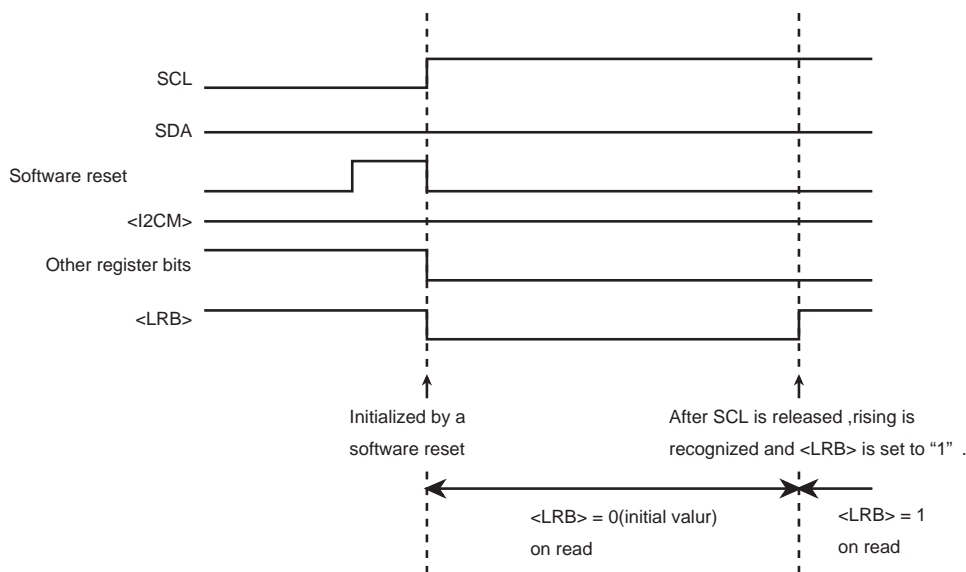 SCL
SDA
Software reset
<I2CM>
Other register bits
<LRB>
Initialized by a
software reset
After SCL is released ,rising is
recognized and <LRB> is set to “1” .
<LRB> = 0(initial valur)
on read
<LRB> = 1
on read